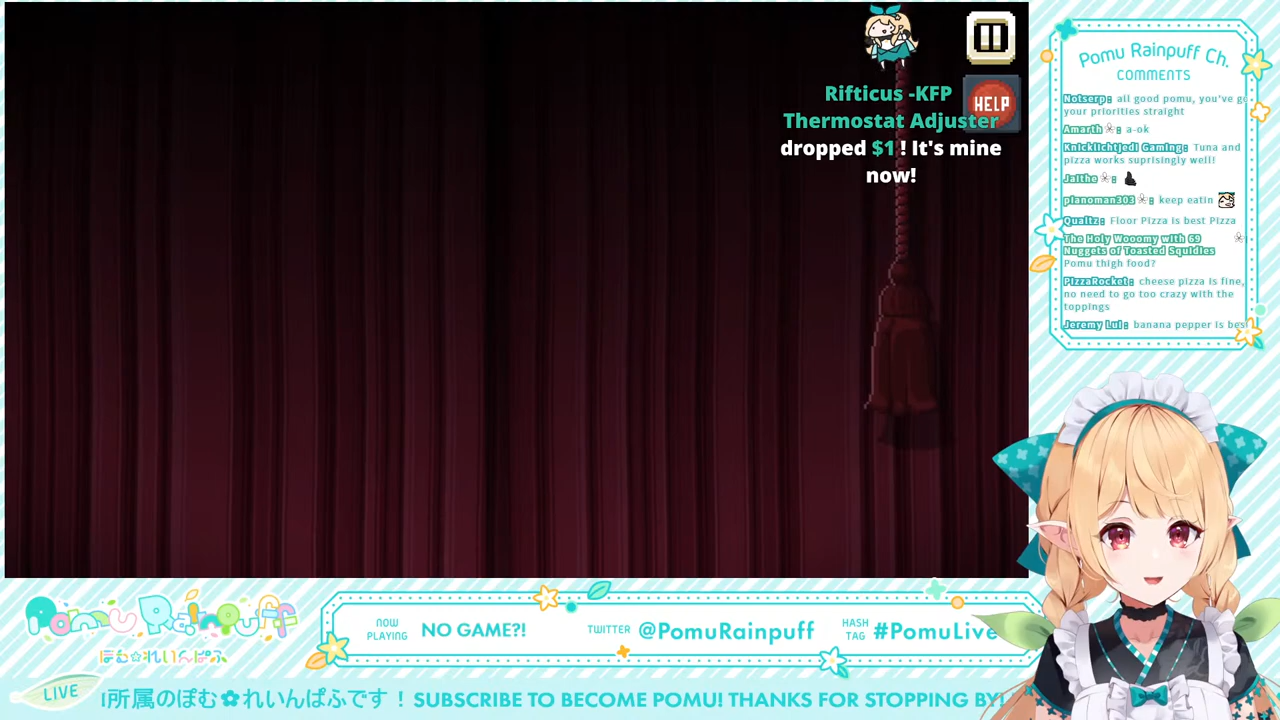 Rifticus -KFP
Thermostat Adjuster
dropped $1 ! It's mine
now!
HELP
Pomu Rainpuff Ch.
COMMENTS
Notserp: all good pomu, you've go
your priorities straight
Amarth: a-ok
Knicklichtjedi Gaming: Tuna and
pizza works suprisingly well!
Jaithe:
pianoman303: keep eatin
Qualtz: Floor Pizza is best Pizza
The Holy Wooomy with 69
Nuggets of Toasted Squidies
Pomu thigh food?
PizzaRocket: cheese pizza is fine,
no need to go too crazy with the
toppings
Jeremy Lui: banana pepper is best
Pomu Rainpuff
ぽむ☆れいんぱふ
NOW
PLAYING
NO GAME?!
TWITTER
@PomuRainpuff
HASH
TAG
#PomuLive
LIVE
所属のぽむ✿れいんぱふです！ SUBSCRIBE TO BECOME POMU! THANKS FOR STOPPING BY!